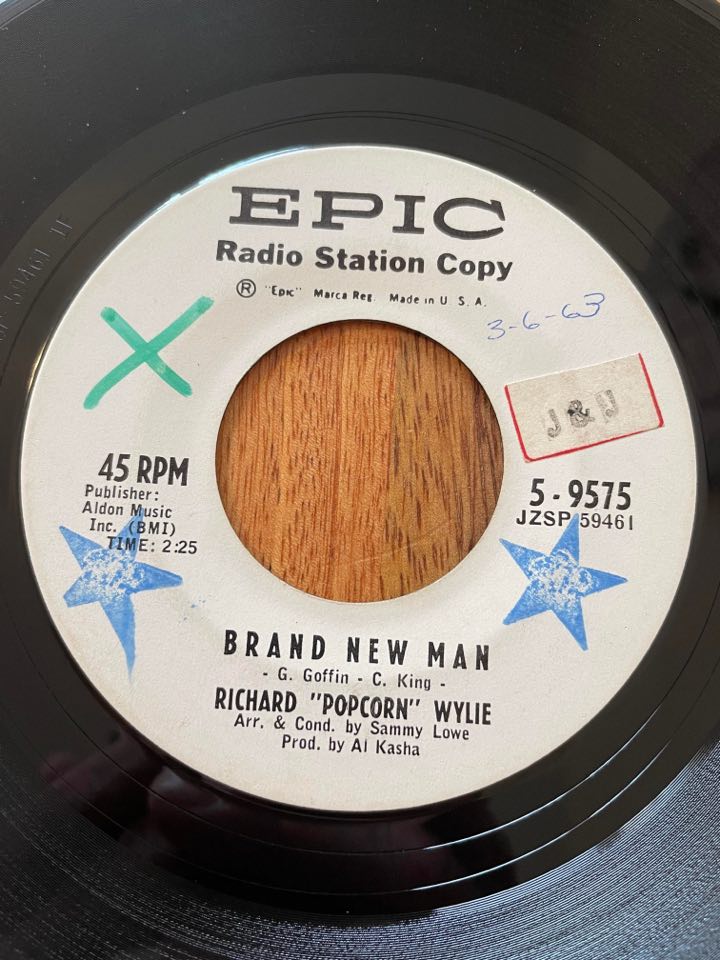 EPIC
Radio Station Copy
Ⓡ "Epic" Marca Reg. Made in U.S.A.
3-6-63
J & J
45 RPM
Publisher:
Aldon Music
Inc. (BMI)
TIME: 2:25
5-9575
JZSP 59461
BRAND NEW MAN
- G. Goffin - C. King -
RICHARD "POPCORN" WYLIE
Arr. & Cond. by Sammy Lowe
Prod. by Al Kasha